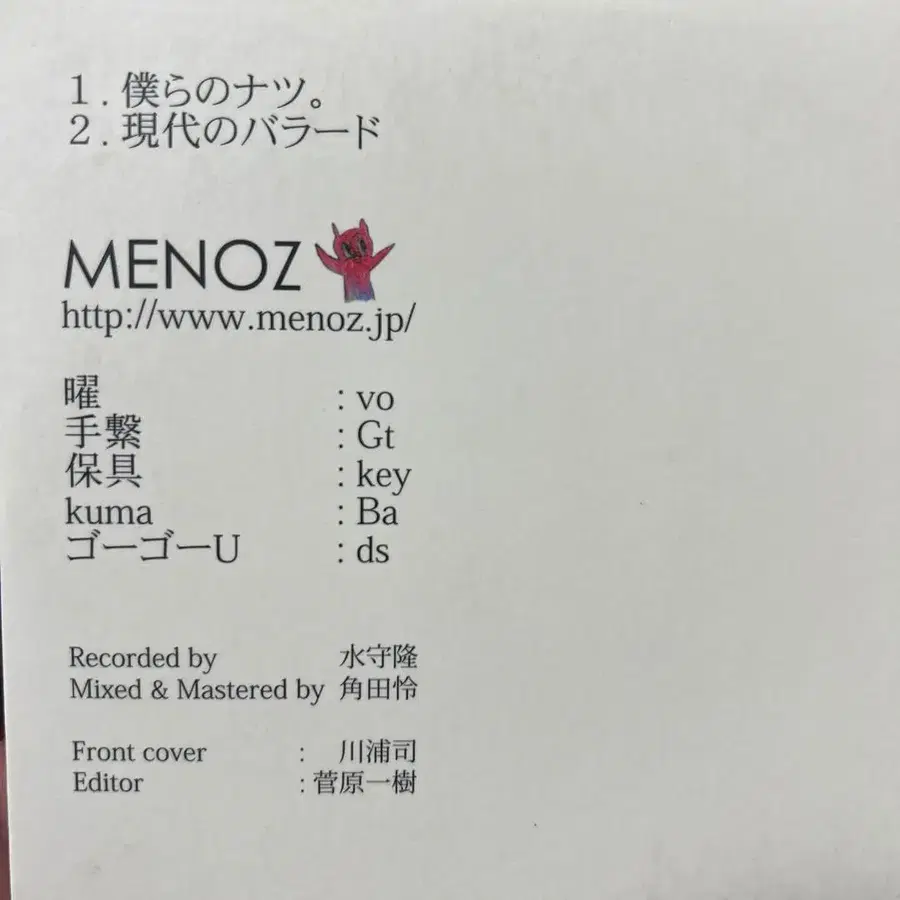 1. 僕らのナツ。
2. 現代のバラード
MENOZ
http://www.menoz.jp/
曜 : vo
手繋 : Gt
保具 : key
kuma : Ba
ゴーゴーU : ds
Recorded by 水守隆
Mixed & Mastered by 角田怜
Front cover : 川浦司
Editor : 菅原一樹